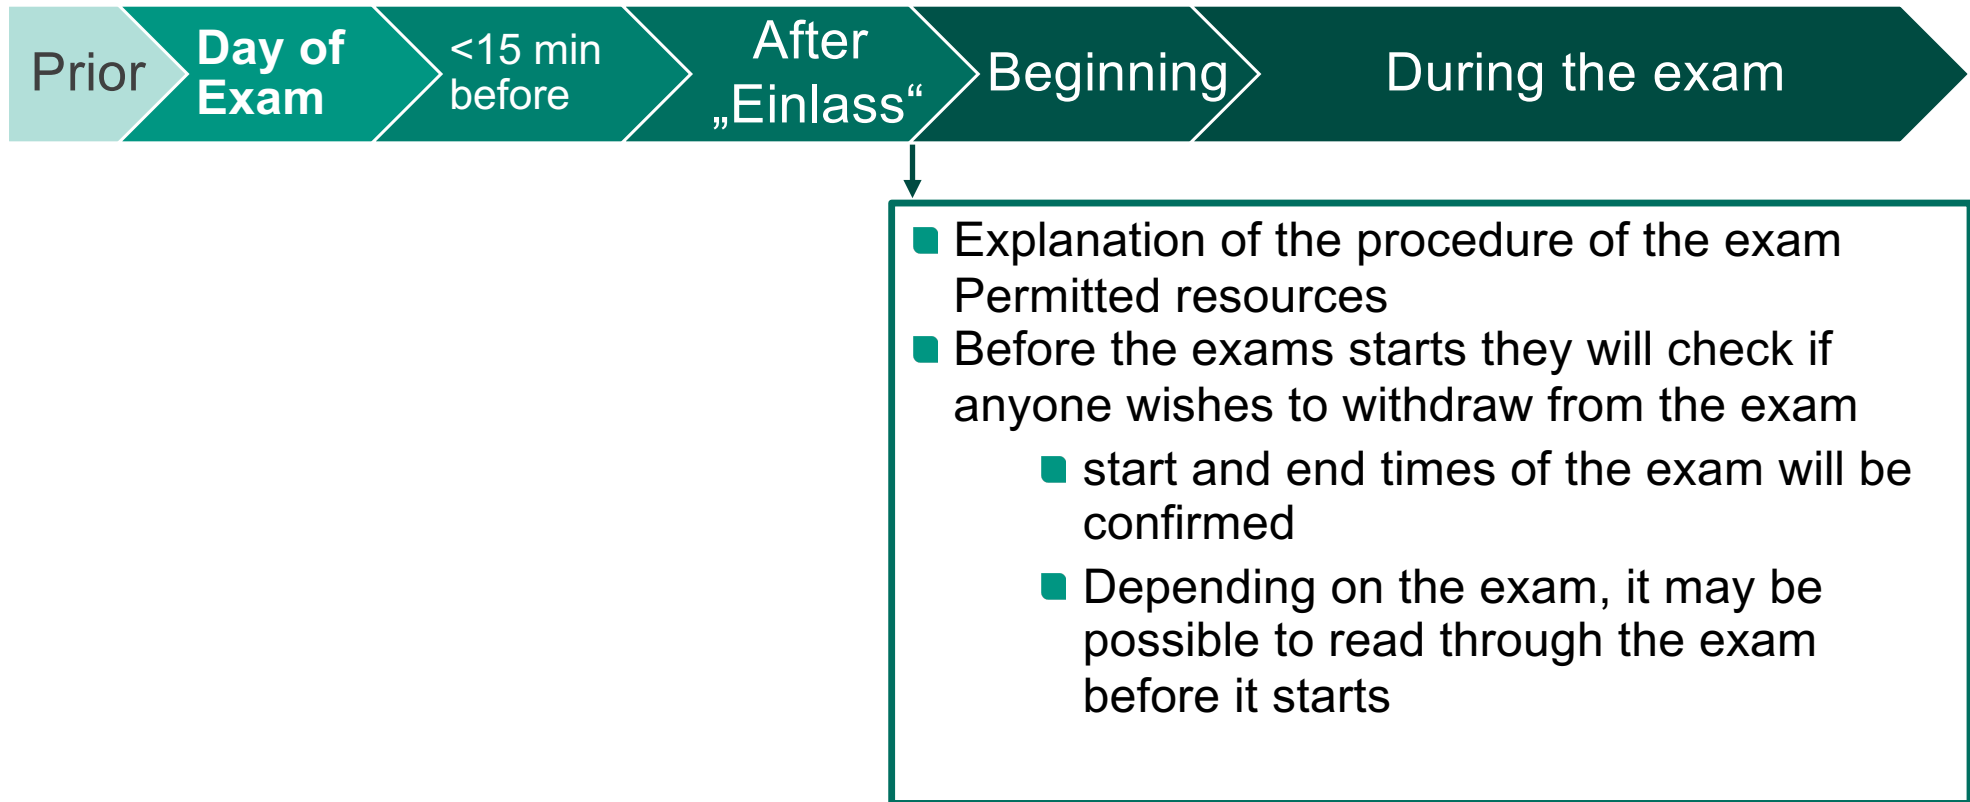 Prior
Day of
Exam
<15 min
before
After
„Einlass“
Beginning
During the exam
Explanation of the procedure of the exam
Permitted resources
Before the exams starts they will check if
anyone wishes to withdraw from the exam
start and end times of the exam will be
confirmed
Depending on the exam, it may be
possible to read through the exam
before it starts